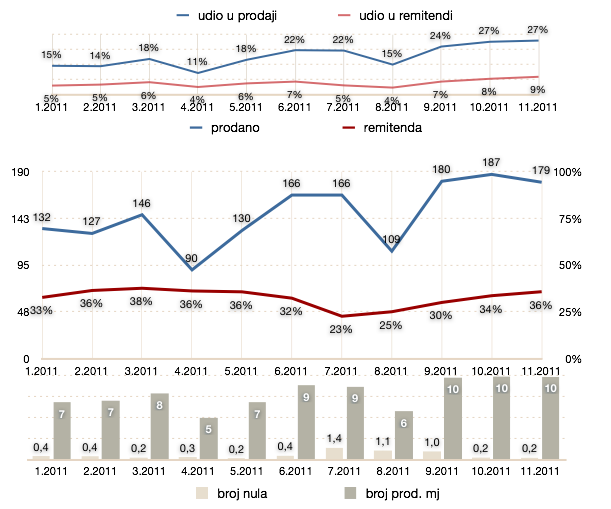 udio u prodaji udio u remitendi
15% 14% 18% 11% 18% 22% 22% 15% 24% 27% 27%
5% 5% 6% 4% 6% 7% 5% 4% 7% 8% 9%
1.2011 2.2011 3.2011 4.2011 5.2011 6.2011 7.2011 8.2011 9.2011 10.2011 11.2011
prodano remitenda
190 100%
143 75%
95 50%
48 25%
0 0%
132 127 146 90 130 166 166 109 180 187 179
33% 36% 38% 36% 36% 32% 23% 25% 30% 34% 36%
1.2011 2.2011 3.2011 4.2011 5.2011 6.2011 7.2011 8.2011 9.2011 10.2011 11.2011
7 7 8 5 7 9 9 6 10 10 10
0,4 0,4 0,2 0,3 0,2 0,4 1,4 1,1 1,0 0,2 0,2
1.2011 2.2011 3.2011 4.2011 5.2011 6.2011 7.2011 8.2011 9.2011 10.2011 11.2011
broj nula broj prod. mj